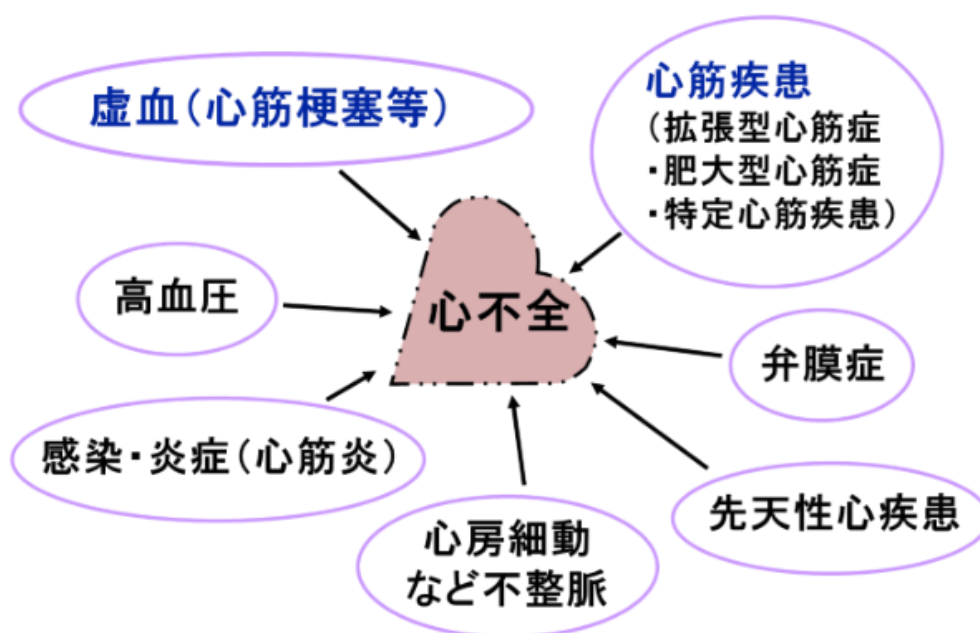 虚血（心筋梗塞等）
心筋疾患
（拡張型心筋症
・肥大型心筋症
・特定心筋疾患）
高血圧
心不全
弁膜症
感染・炎症（心筋炎）
心房細動
など不整脈
先天性心疾患